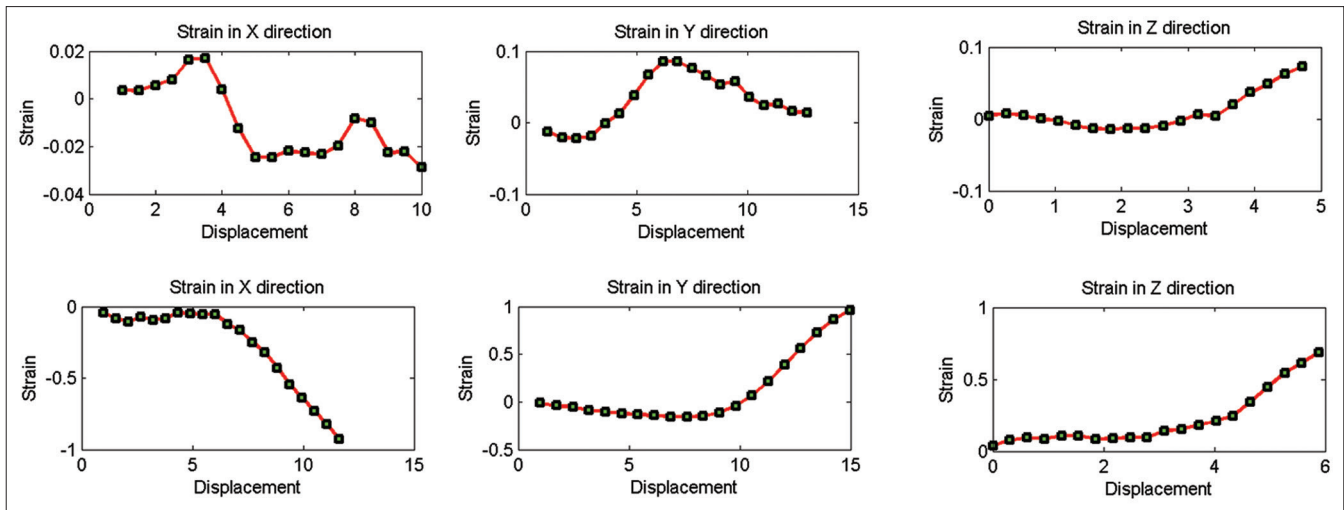 Strain in X direction
0.02
0
-0.02
-0.04
Strain
0 2 4 6 8 10
Displacement
Strain in Y direction
0.1
0
-0.1
Strain
0 5 10 15
Displacement
Strain in Z direction
0.1
0
-0.1
Strain
0 1 2 3 4 5
Displacement
Strain in X direction
0
-0.5
-1
Strain
0 5 10 15
Displacement
Strain in Y direction
1
0.5
0
-0.5
Strain
0 5 10 15
Displacement
Strain in Z direction
1
0.5
0
Strain
0 2 4 6
Displacement